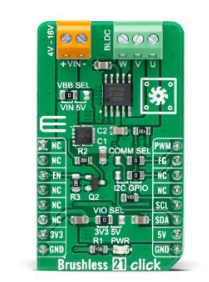 4V - 16V
+VIN-
BLDC
W V U
VBB SEL
VIN 5V
C2
C1
R2
COMM SEL
I2C GPIO
R3
Q2
VIO SEL
3V3 5V
R1 PWR
NC
NC
EN
NC
NC
NC
3V3
GND
PWM
FG
NC
NC
SCL
SDA
5V
GND
Brushless 21 click